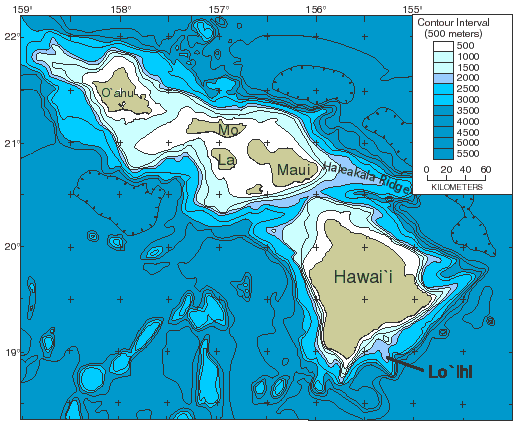 159° 158° 157° 156° 155°
22°
Contour Interval
(500 meters)
500
1000
1500
2000
2500
3000
3500
4000
4500
5000
5500
0 20 40 60
KILOMETERS
O`ahu
21°
Mo
La
Maui
Haleakala Ridge
20°
Hawai`i
19°
Lo`ihi